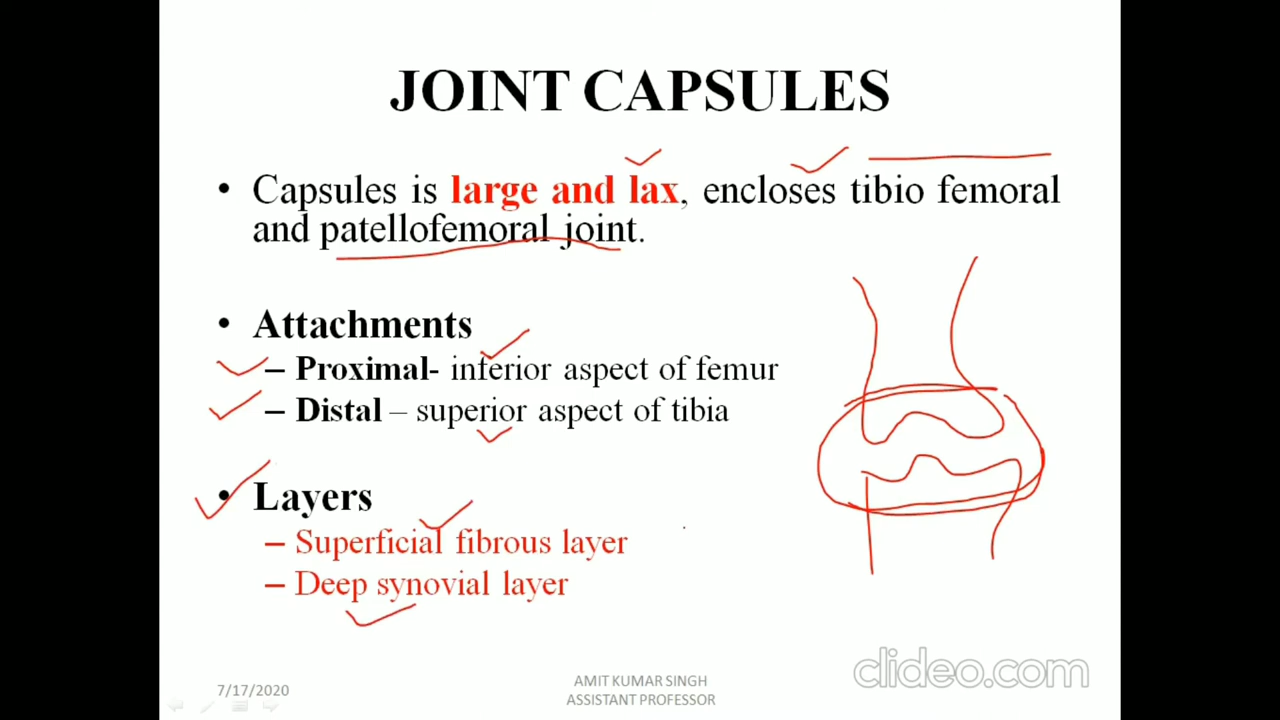 JOINT CAPSULES
• Capsules is large and lax, encloses tibio femoral
and patellofemoral joint.
• Attachments
– Proximal- inferior aspect of femur
– Distal – superior aspect of tibia
• Layers
– Superficial fibrous layer
– Deep synovial layer
clideo.com
7/17/2020
AMIT KUMAR SINGH
ASSISTANT PROFESSOR